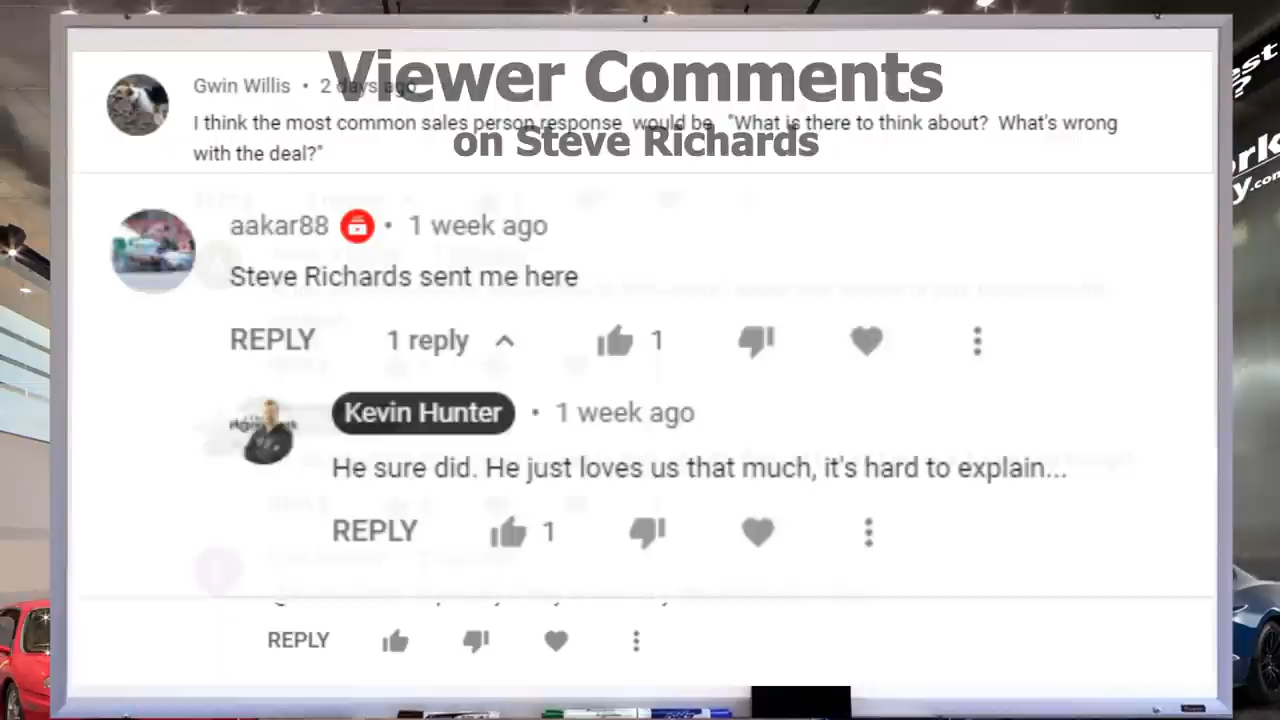 Viewer Comments
on Steve Richards
Gwin Willis • 2 days ago
I think the most common sales person response would be, "What is there to think about? What's wrong
with the deal?"
aakar88 • 1 week ago
Steve Richards sent me here
REPLY 1 reply 1
Kevin Hunter • 1 week ago
He sure did. He just loves us that much, it's hard to explain...
REPLY 1
REPLY